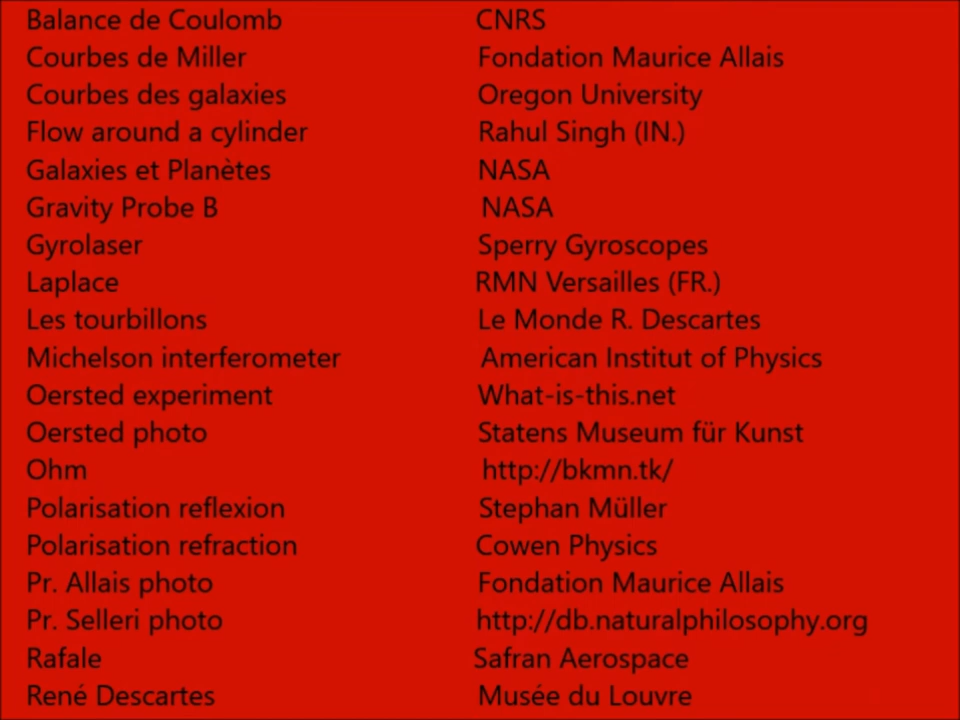 Balance de Coulomb CNRS
Courbes de Miller Fondation Maurice Allais
Courbes des galaxies Oregon University
Flow around a cylinder Rahul Singh (IN.)
Galaxies et Planètes NASA
Gravity Probe B NASA
Gyrolaser Sperry Gyroscopes
Laplace RMN Versailles (FR.)
Les tourbillons Le Monde R. Descartes
Michelson interferometer American Institut of Physics
Oersted experiment What-is-this.net
Oersted photo Statens Museum für Kunst
Ohm http://bkmn.tk/
Polarisation reflexion Stephan Müller
Polarisation refraction Cowen Physics
Pr. Allais photo Fondation Maurice Allais
Pr. Selleri photo http://db.naturalphilosophy.org
Rafale Safran Aerospace
René Descartes Musée du Louvre